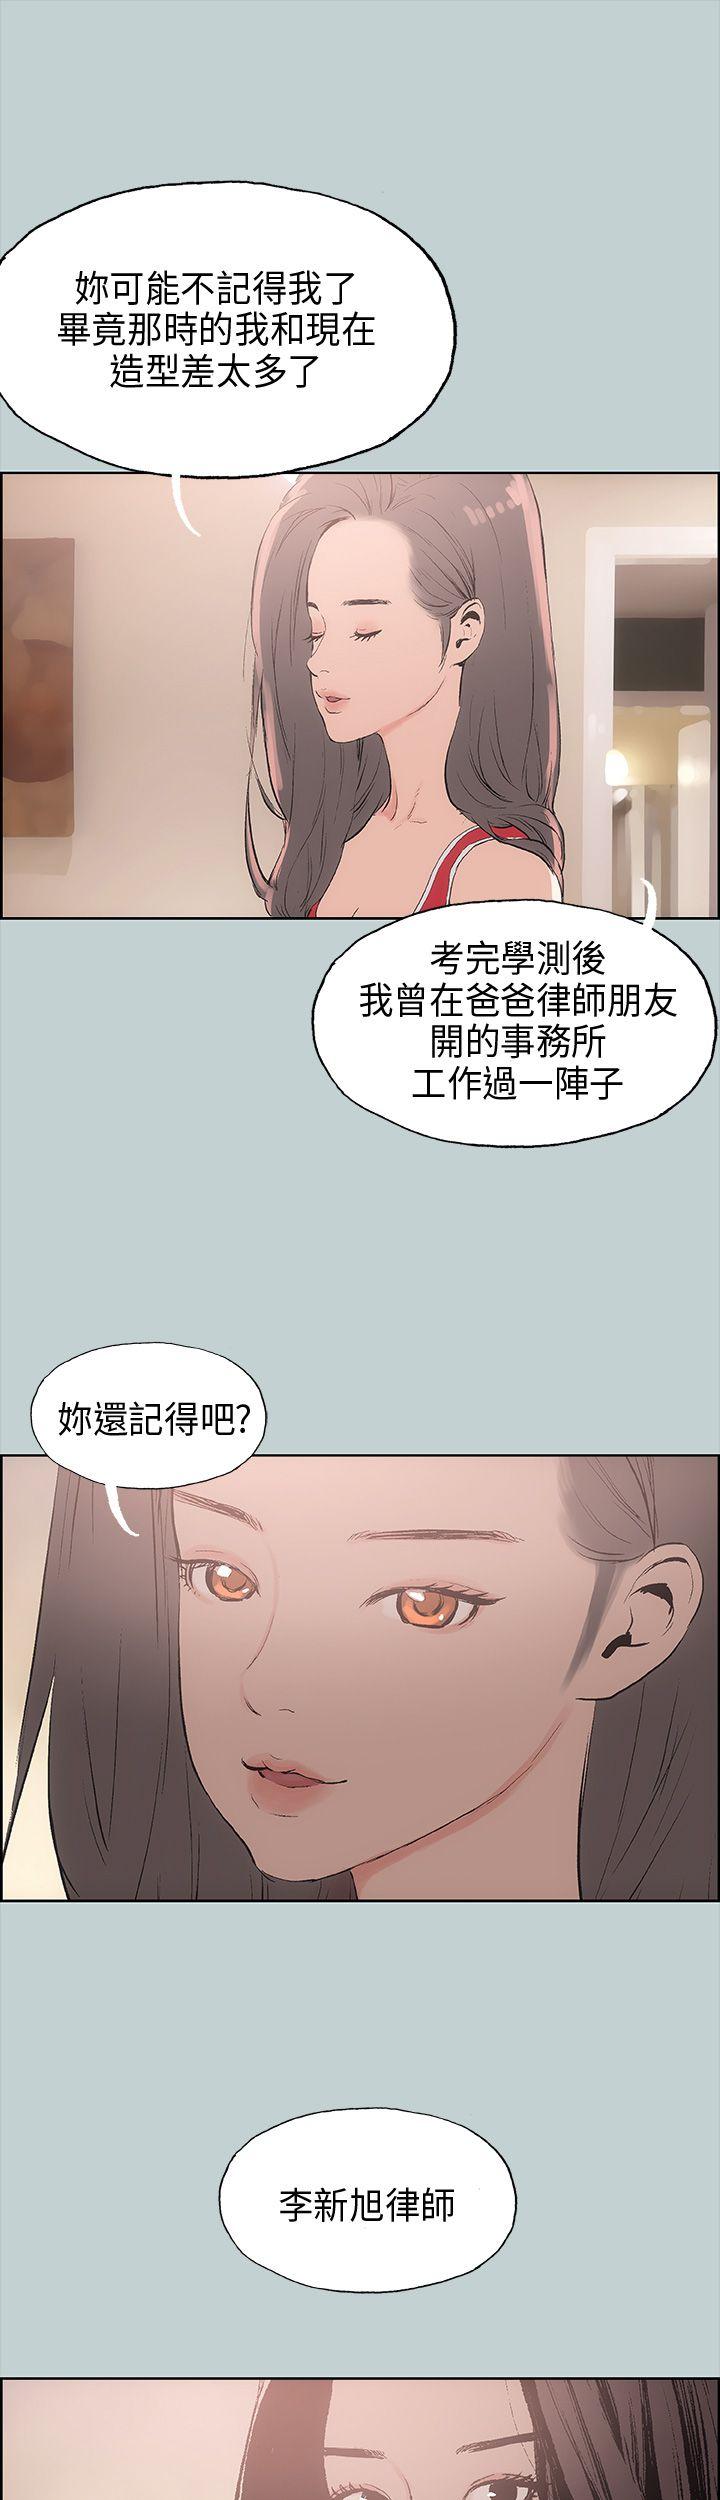 妳可能不記得我了
畢竟那時的我和現在
造型差太多了
考完學測後
我曾在爸爸律師朋友
開的事務所
工作過一陣子
妳還記得吧?
李新旭律師